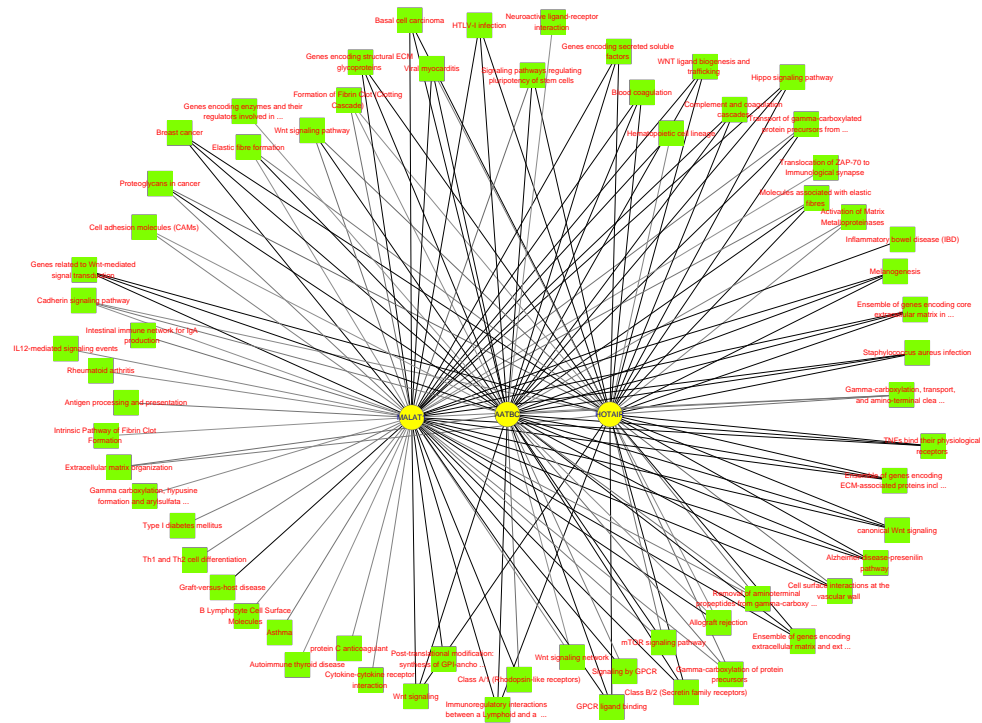 Basal cell carcinoma
HTLV-I infection
Neuroactive ligand-receptor
interaction
Genes encoding structural ECM
glycoproteins
Viral myocarditis
Signaling pathways regulating
pluripotency of stem cells
Genes encoding secreted soluble
factors
WNT ligand biogenesis and
trafficking
Hippo signaling pathway
Formation of Fibrin Clot (Clotting
Cascade)
Blood coagulation
Genes encoding enzymes and their
regulators involved in ...
Complement and coagulation
cascades
Transport of gamma-carboxylated
protein precursors from ...
Breast cancer
Wnt signaling pathway
Hematopoietic cell lineage
Elastic fibre formation
Translocation of ZAP-70 to
Immunological synapse
Proteoglycans in cancer
Molecules associated with elastic
fibres
Activation of Matrix
Metalloproteinases
Cell adhesion molecules (CAMs)
Inflammatory bowel disease (IBD)
Genes related to Wnt-mediated
signal transduction
Melanogenesis
Cadherin signaling pathway
Ensemble of genes encoding core
extracellular matrix in ...
Intestinal immune network for IgA
production
IL12-mediated signaling events
Staphylococcus aureus infection
Rheumatoid arthritis
Gamma-carboxylation, transport,
and amino-terminal clea ...
Antigen processing and presentation
MALAT
AATBC
HOTAIR
Intrinsic Pathway of Fibrin Clot
Formation
TNFs bind their physiological
receptors
Extracellular matrix organization
Ensemble of genes encoding
ECM-associated proteins incl ...
Gamma carboxylation, hypusine
formation and arylsulfata ...
Type I diabetes mellitus
canonical Wnt signaling
Th1 and Th2 cell differentiation
Alzheimer disease-presenilin
pathway
Graft-versus-host disease
Cell surface interactions at the
vascular wall
Removal of aminoterminal
propeptides from gamma-carboxy ...
B Lymphocyte Cell Surface
Molecules
Allograft rejection
Asthma
Ensemble of genes encoding
extracellular matrix and ext ...
protein C anticoagulant
mTOR signaling pathway
Post-translational modification:
synthesis of GPI-ancho ...
Wnt signaling network
Autoimmune thyroid disease
Cytokine-cytokine receptor
interaction
Class A/1 (Rhodopsin-like receptors)
Signaling by GPCR
Gamma-carboxylation of protein
precursors
Wnt signaling
Class B/2 (Secretin family receptors)
Immunoregulatory interactions
between a Lymphoid and a ...
GPCR ligand binding